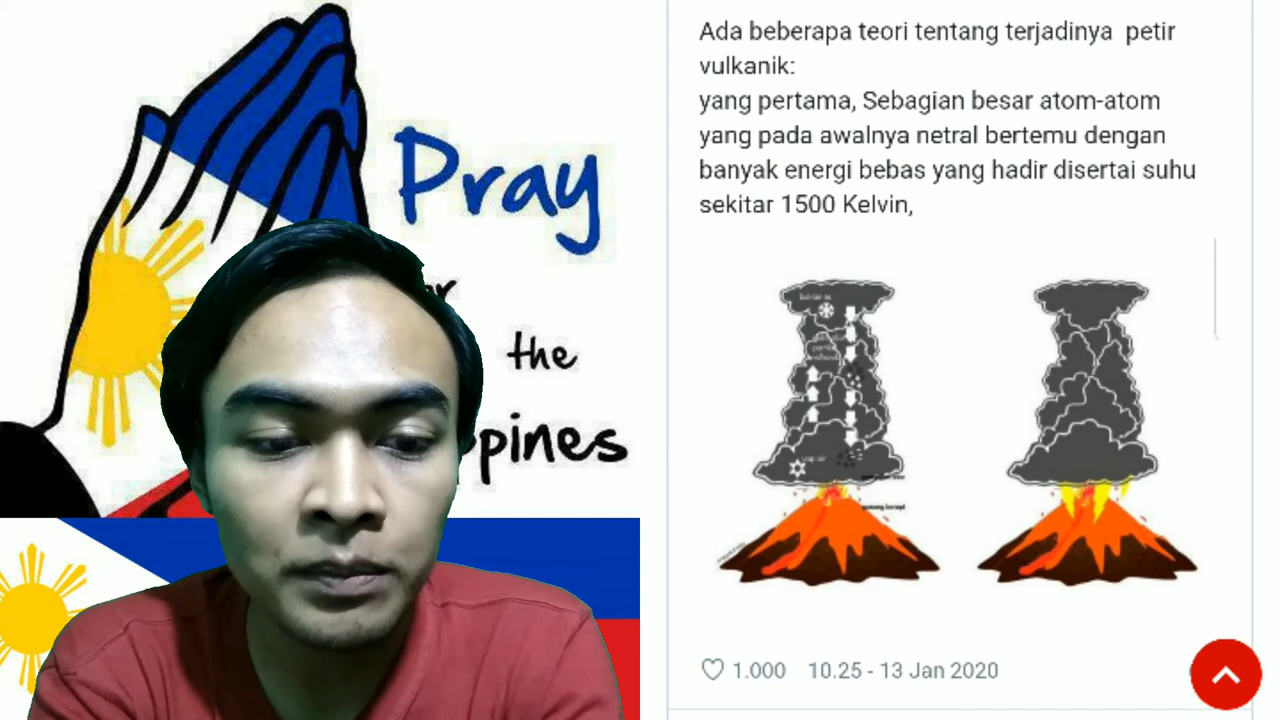 Pray
the
pines
Ada beberapa teori tentang terjadinya petir
vulkanik:
yang pertama, Sebagian besar atom-atom
yang pada awalnya netral bertemu dengan
banyak energi bebas yang hadir disertai suhu
sekitar 1500 Kelvin,
uap air
1.000 10.25 - 13 Jan 2020